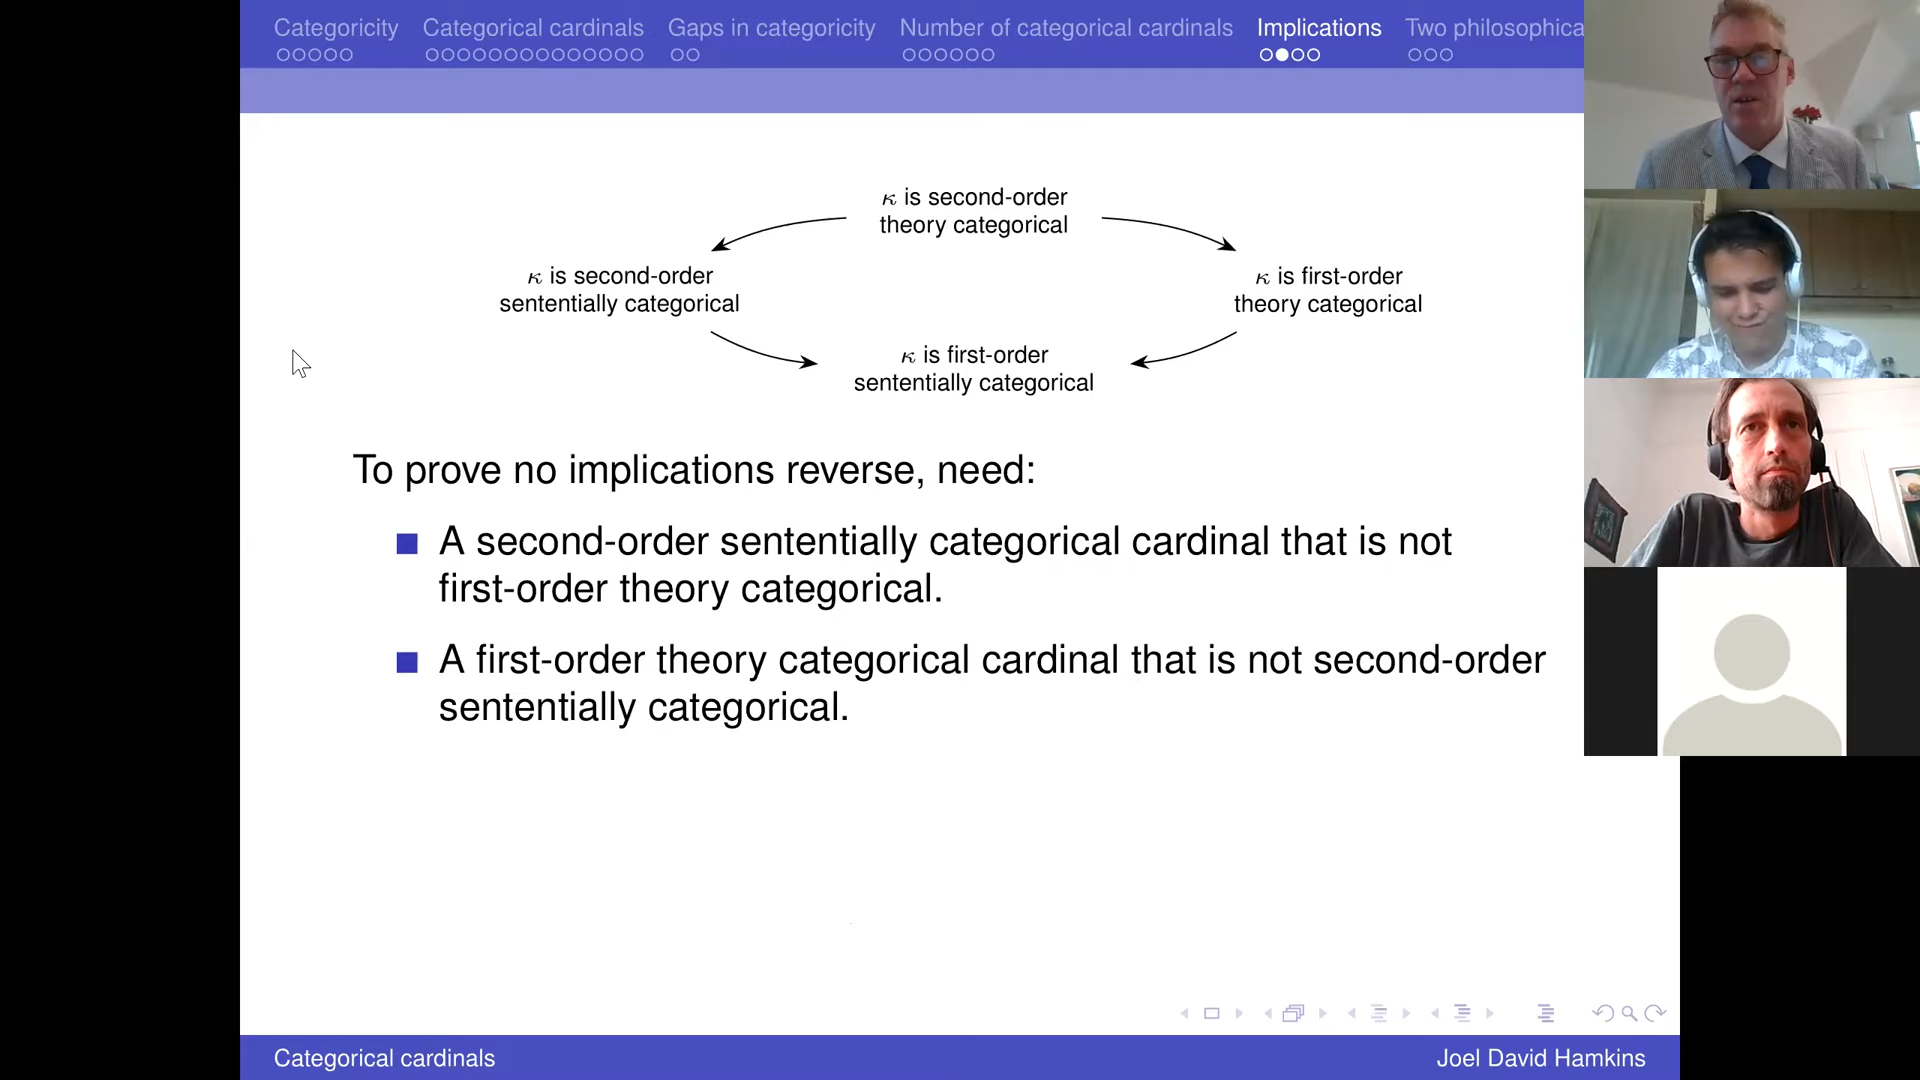 Categoricity Categorical cardinals Gaps in categoricity Number of categorical cardinals Implications Two philosophica
κ is second-order
theory categorical
κ is second-order
sententially categorical
κ is first-order
theory categorical
κ is first-order
sententially categorical
To prove no implications reverse, need:
A second-order sententially categorical cardinal that is not
first-order theory categorical.
A first-order theory categorical cardinal that is not second-order
sententially categorical.
Categorical cardinals Joel David Hamkins